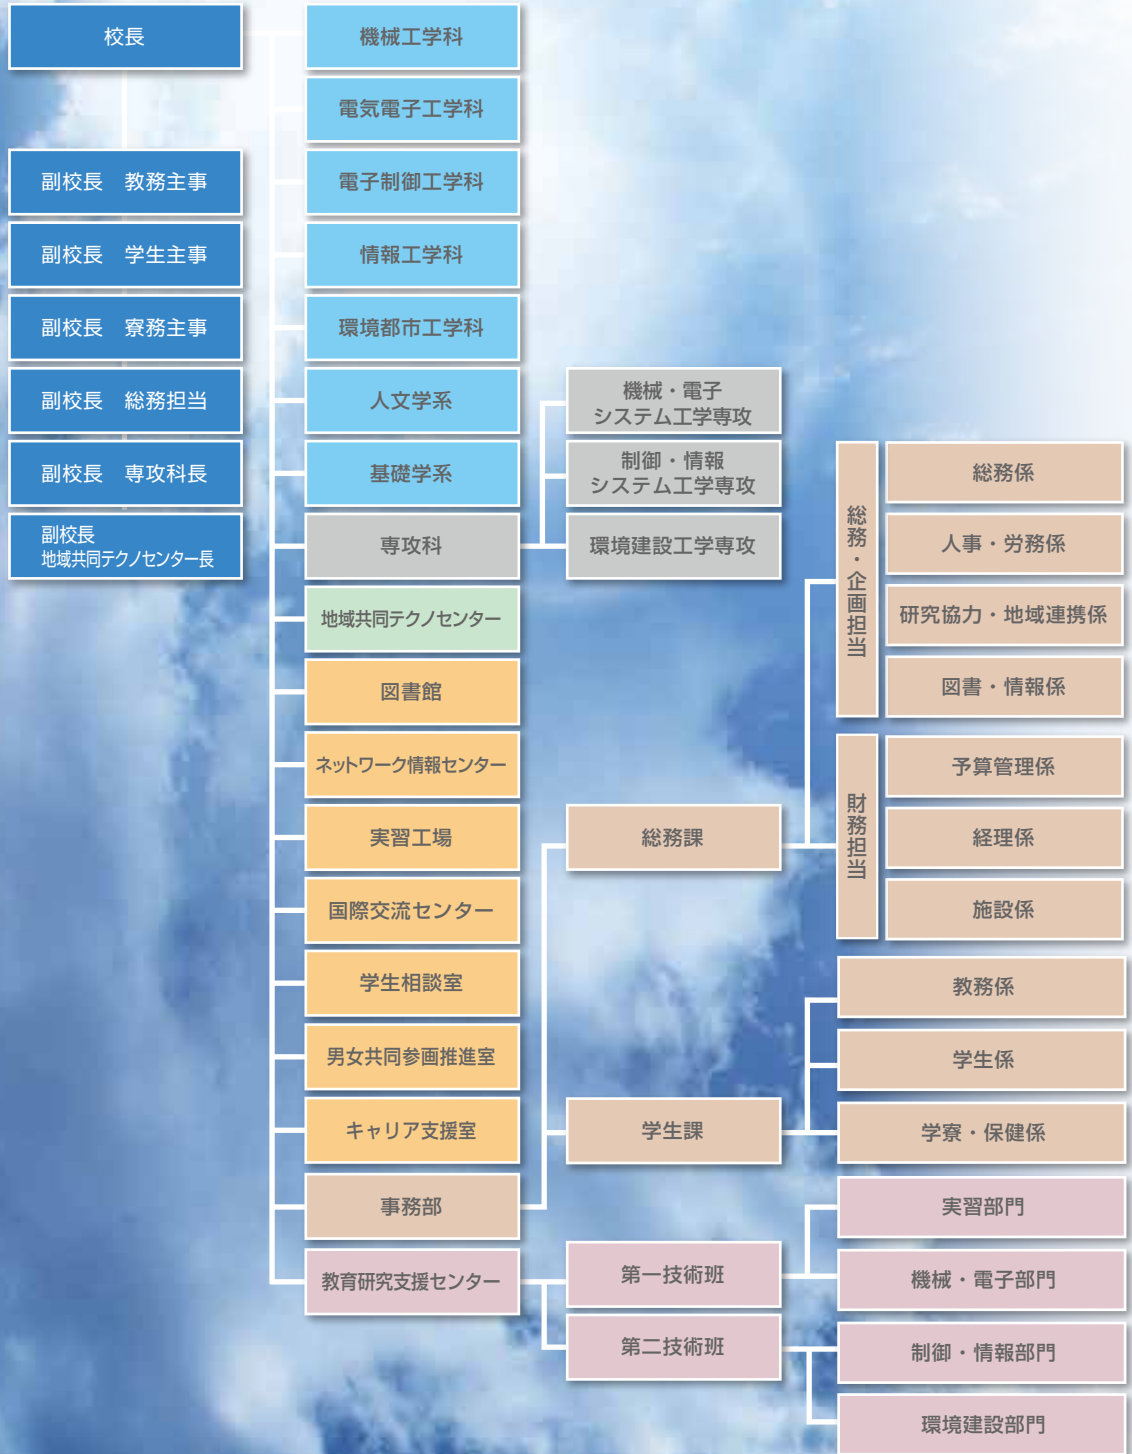 校長
副校長　教務主事
副校長　学生主事
副校長　寮務主事
副校長　総務担当
副校長　専攻科長
副校長
地域共同テクノセンター長
機械工学科
電気電子工学科
電子制御工学科
情報工学科
環境都市工学科
人文学系
基礎学系
専攻科
地域共同テクノセンター
図書館
ネットワーク情報センター
実習工場
国際交流センター
学生相談室
男女共同参画推進室
キャリア支援室
事務部
教育研究支援センター
機械・電子
システム工学専攻
制御・情報
システム工学専攻
環境建設工学専攻
総務課
学生課
第一技術班
第二技術班
総務・企画担当
総務係
人事・労務係
研究協力・地域連携係
図書・情報係
財務担当
予算管理係
経理係
施設係
教務係
学生係
学寮・保健係
実習部門
機械・電子部門
制御・情報部門
環境建設部門